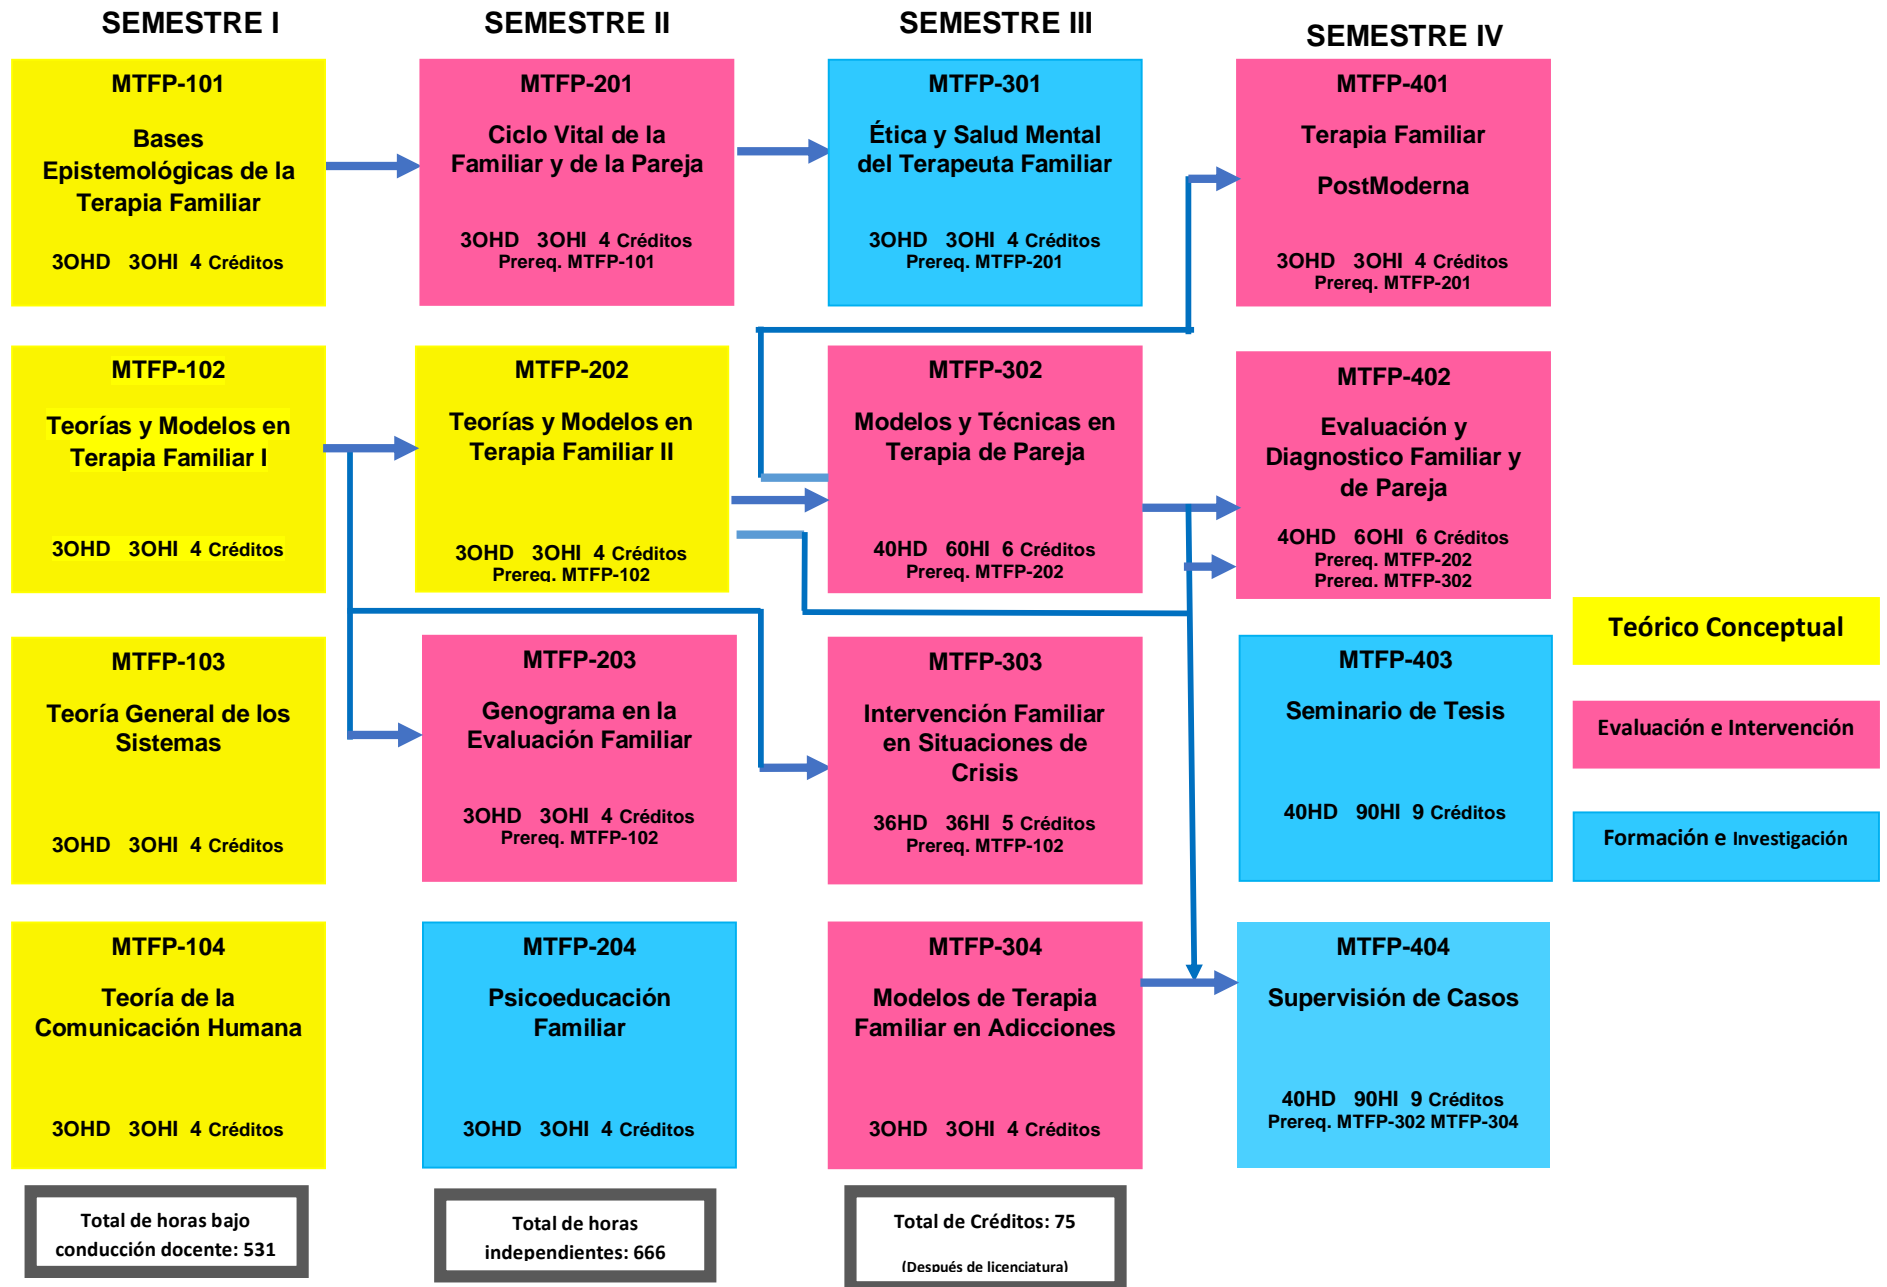 SEMESTRE I
SEMESTRE II
SEMESTRE III
SEMESTRE IV
MTFP-101
Bases
Epistemológicas de la
Terapia Familiar
3OHD 3OHI 4 Créditos
MTFP-201
Ciclo Vital de la
Familiar y de la Pareja
3OHD 3OHI 4 Créditos
Prereq. MTFP-101
MTFP-301
Ética y Salud Mental
del Terapeuta Familiar
3OHD 3OHI 4 Créditos
Prereq. MTFP-201
MTFP-401
Terapia Familiar
PostModerna
3OHD 3OHI 4 Créditos
Prereq. MTFP-201
MTFP-102
Teorías y Modelos en
Terapia Familiar I
3OHD 3OHI 4 Créditos
MTFP-202
Teorías y Modelos en
Terapia Familiar II
3OHD 3OHI 4 Créditos
Prereq. MTFP-102
MTFP-302
Modelos y Técnicas en
Terapia de Pareja
40HD 60HI 6 Créditos
Prereq. MTFP-202
MTFP-402
Evaluación y
Diagnostico Familiar y
de Pareja
4OHD 6OHI 6 Créditos
Prereq. MTFP-202
Prereq. MTFP-302
MTFP-103
Teoría General de los
Sistemas
3OHD 3OHI 4 Créditos
MTFP-203
Genograma en la
Evaluación Familiar
3OHD 3OHI 4 Créditos
Prereq. MTFP-102
MTFP-303
Intervención Familiar
en Situaciones de
Crisis
36HD 36HI 5 Créditos
Prereq. MTFP-102
MTFP-403
Seminario de Tesis
40HD 90HI 9 Créditos
Teórico Conceptual
Evaluación e Intervención
Formación e Investigación
MTFP-104
Teoría de la
Comunicación Humana
3OHD 3OHI 4 Créditos
MTFP-204
Psicoeducación
Familiar
3OHD 3OHI 4 Créditos
MTFP-304
Modelos de Terapia
Familiar en Adicciones
3OHD 3OHI 4 Créditos
MTFP-404
Supervisión de Casos
40HD 90HI 9 Créditos
Prereq. MTFP-302 MTFP-304
Total de horas bajo
conducción docente: 531
Total de horas
independientes: 666
Total de Créditos: 75
(Después de licenciatura)